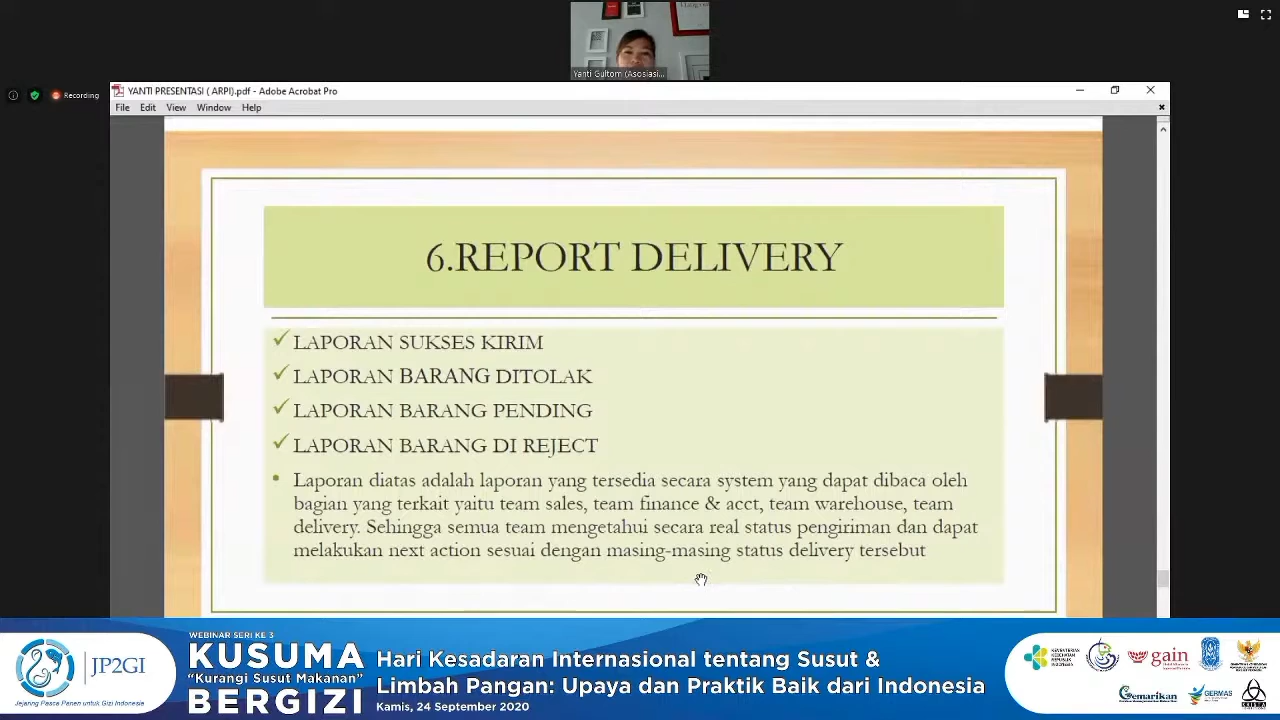 Yanti Gultom (Asosiasi...
Recording
YANTI PRESENTASI ( ARPI).pdf - Adobe Acrobat Pro
File Edit View Window Help
6.REPORT DELIVERY
LAPORAN SUKSES KIRIM
LAPORAN BARANG DITOLAK
LAPORAN BARANG PENDING
LAPORAN BARANG DI REJECT
Laporan diatas adalah laporan yang tersedia secara system yang dapat dibaca oleh
bagian yang terkait yaitu team sales, team finance & acct, team warehouse, team
delivery. Sehingga semua team mengetahui secara real status pengiriman dan dapat
melakukan next action sesuai dengan masing-masing status delivery tersebut
JP2GI
Jejaring Pasca Panen untuk Gizi Indonesia
WEBINAR SERI KE 3
KUSUMA
"Kurangi Susut Makanan
BERGIZI
Hari Kesadaran Internasional tentang Susut &
Limbah Pangan: Upaya dan Praktik Baik dari Indonesia
Kamis, September
KEMENTERIAN
KESEHATAN
REPUBLIK
INDONESIA
gain
Gemarikan
GERMAS
KRISTA